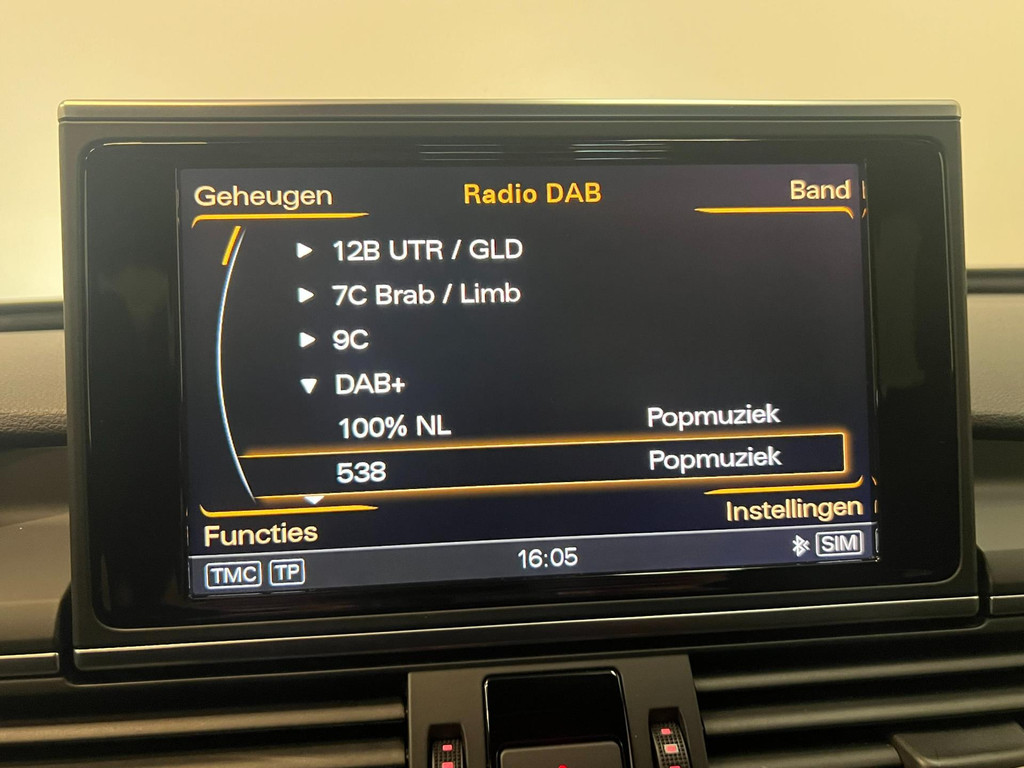 Geheugen Radio DAB Band
12B UTR / GLD
7C Brab / Limb
9C
DAB+
100% NL Popmuziek
538 Popmuziek
Instellingen
Functies
TMC TP 16:05 SIM